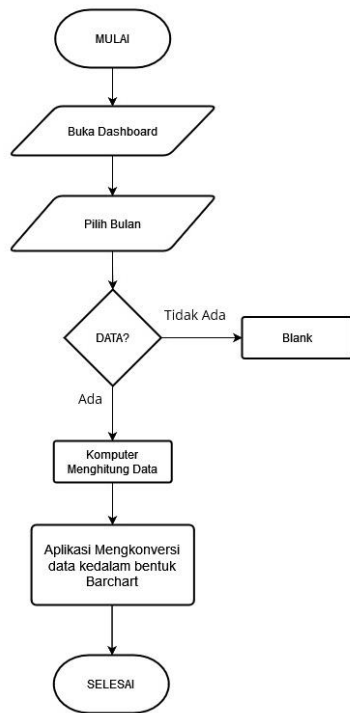 MULAI
Buka Dashboard
Pilih Bulan
DATA?
Tidak Ada
Blank
Ada
Komputer
Menghitung Data
Aplikasi Mengkonversi
data kedalam bentuk
Barchart
SELESAI